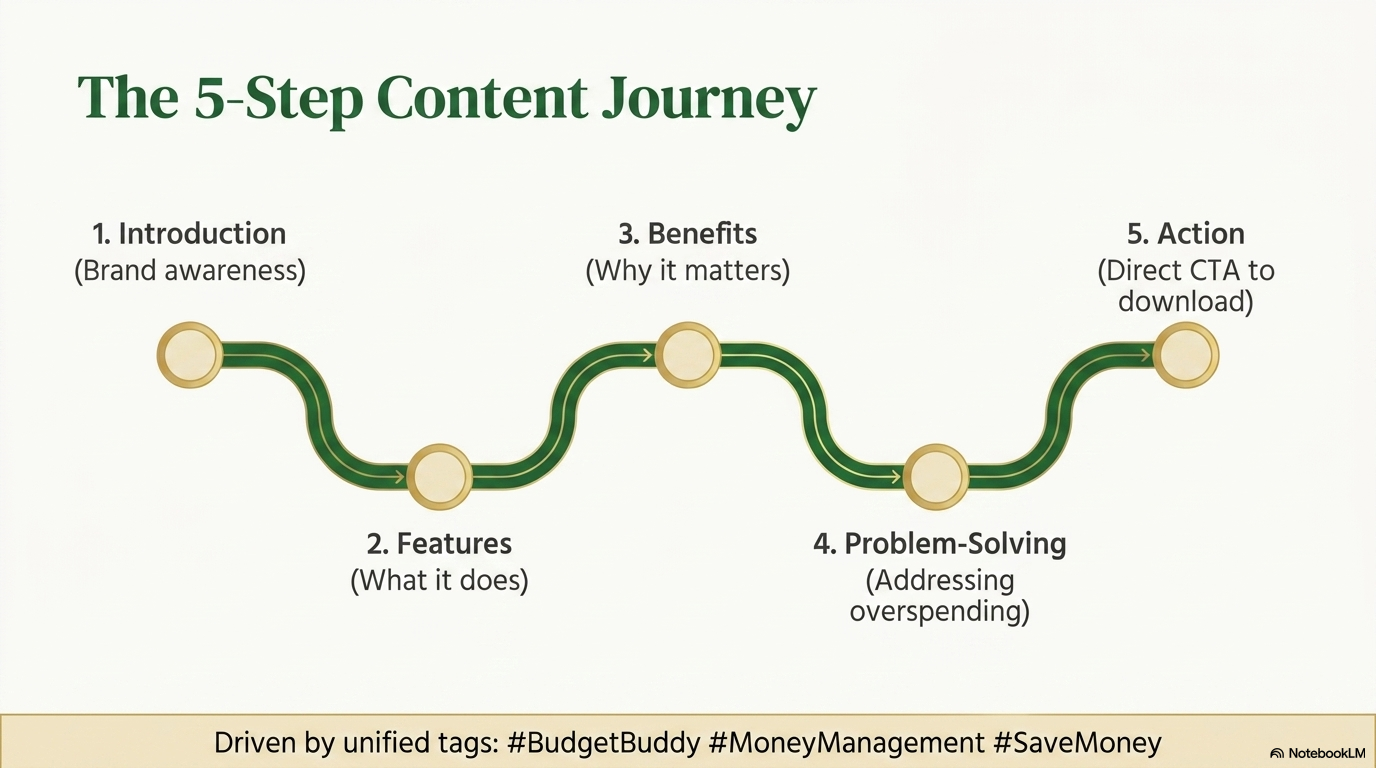 The 5-Step Content Journey
1. Introduction
(Brand awareness)
3. Benefits
(Why it matters)
5. Action
(Direct CTA to
download)
2. Features
(What it does)
4. Problem-Solving
(Addressing
overspending)
Driven by unified tags: #BudgetBuddy #MoneyManagement #SaveMoney
NotebookLM